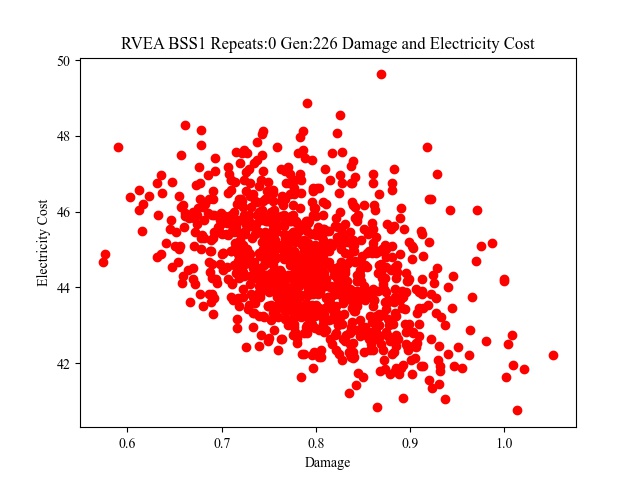 RVEA BSS1 Repeats:0 Gen:226 Damage and Electricity Cost
50
48
46
44
42
Electricity Cost
0.6 0.7 0.8 0.9 1.0
Damage